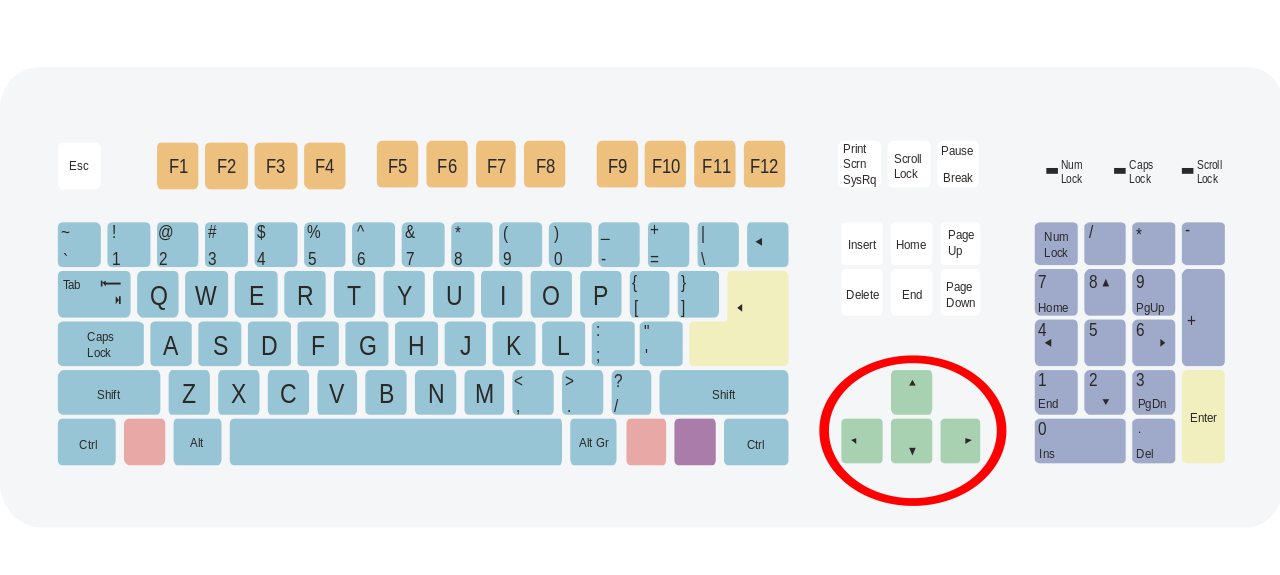 Esc F1 F2 F3 F4 F5 F6 F7 F8 F9 F10 F11 F12
Print
Scrn
SysRq
Scroll
Lock
Pause
Break
Num
Lock
Caps
Lock
Scroll
Lock
~ ! @ # $ % ^ & * ( ) _ + |
` 1 2 3 4 5 6 7 8 9 0 - = \
Insert Home
Page
Up
Num
Lock
/ * -
Tab Q W E R T Y U I O P
{ }
[ ]
Delete End
Page
Down
7 8 9
Home PgUp
+
Caps
Lock
A S D F G H J K L
: "
; '
4 5 6
Shift Z X C V B N M
< > ?
, . /
Shift
1 2 3
End PgDn
Enter
Ctrl Alt Alt Gr Ctrl
0 .
Ins Del